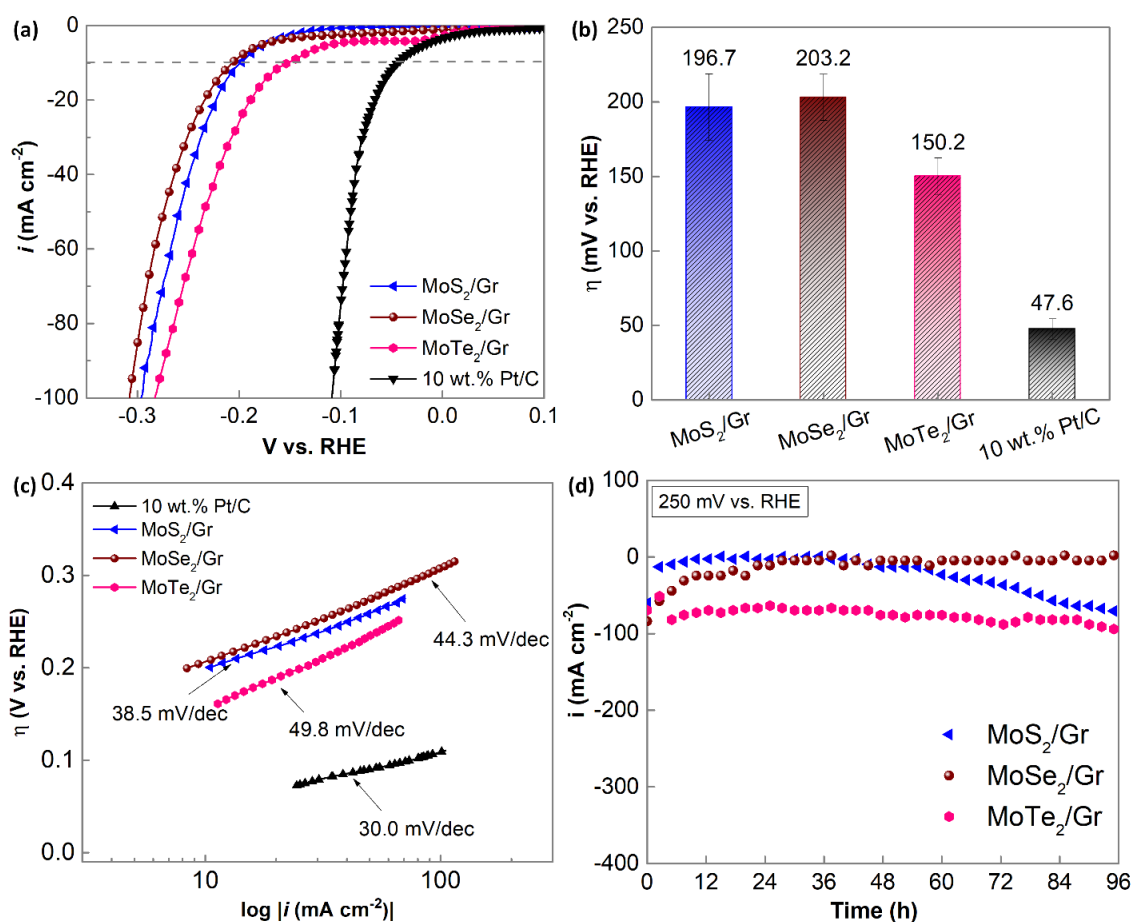 (a)
0
-20
-40
-60
-80
-100
i (mA cm⁻²)
-0.3
-0.2
-0.1
0.0
0.1
V vs. RHE
MoS₂/Gr
MoSe₂/Gr
MoTe₂/Gr
10 wt.% Pt/C
(b)
250
200
150
100
50
0
η (mV vs. RHE)
196.7
203.2
150.2
47.6
MoS₂/Gr
MoSe₂/Gr
MoTe₂/Gr
10 wt.% Pt/C
(c)
0.4
0.3
0.2
0.1
0.0
η (V vs. RHE)
10 wt.% Pt/C
MoS₂/Gr
MoSe₂/Gr
MoTe₂/Gr
44.3 mV/dec
38.5 mV/dec
49.8 mV/dec
30.0 mV/dec
10
100
log |i (mA cm⁻²)|
(d)
250 mV vs. RHE
100
0
-100
-200
-300
-400
i (mA cm⁻²)
MoS₂/Gr
MoSe₂/Gr
MoTe₂/Gr
0
12
24
36
48
60
72
84
96
Time (h)